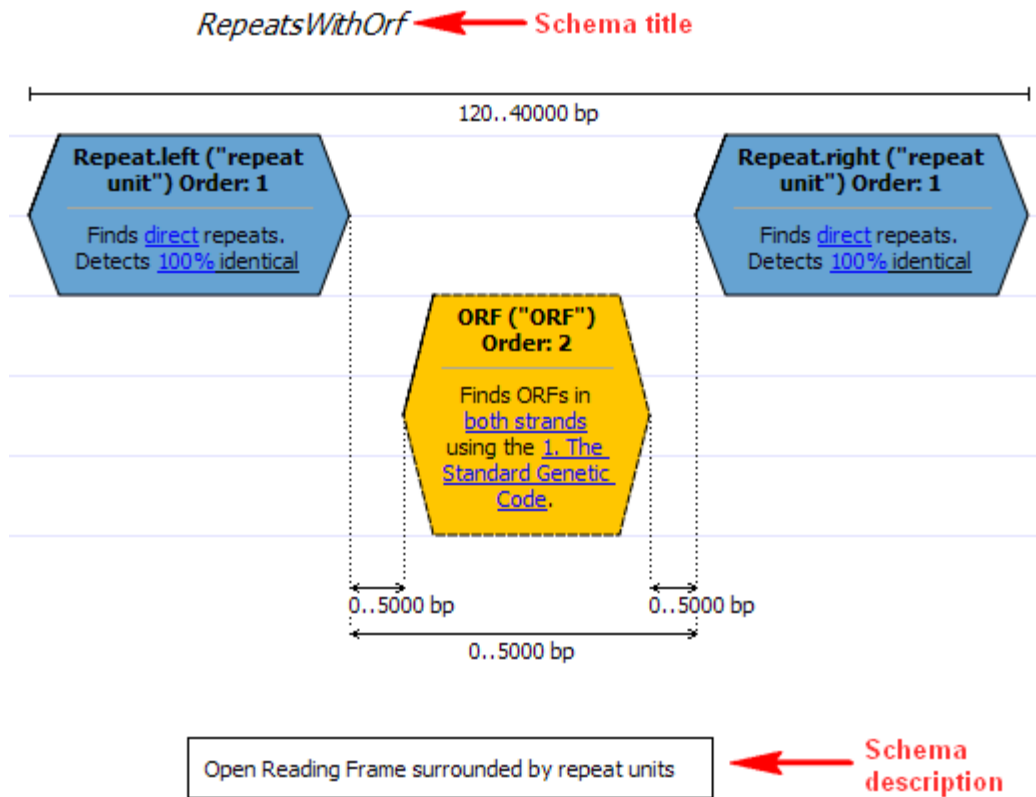 RepeatsWithOrf
Schema title
120..40000 bp
Repeat.left ("repeat
unit") Order: 1
Finds direct repeats.
Detects 100% identical
Repeat.right ("repeat
unit") Order: 1
Finds direct repeats.
Detects 100% identical
ORF ("ORF")
Order: 2
Finds ORFs in
both strands
using the 1. The
Standard Genetic
Code.
0..5000 bp
0..5000 bp
0..5000 bp
Open Reading Frame surrounded by repeat units
Schema
description